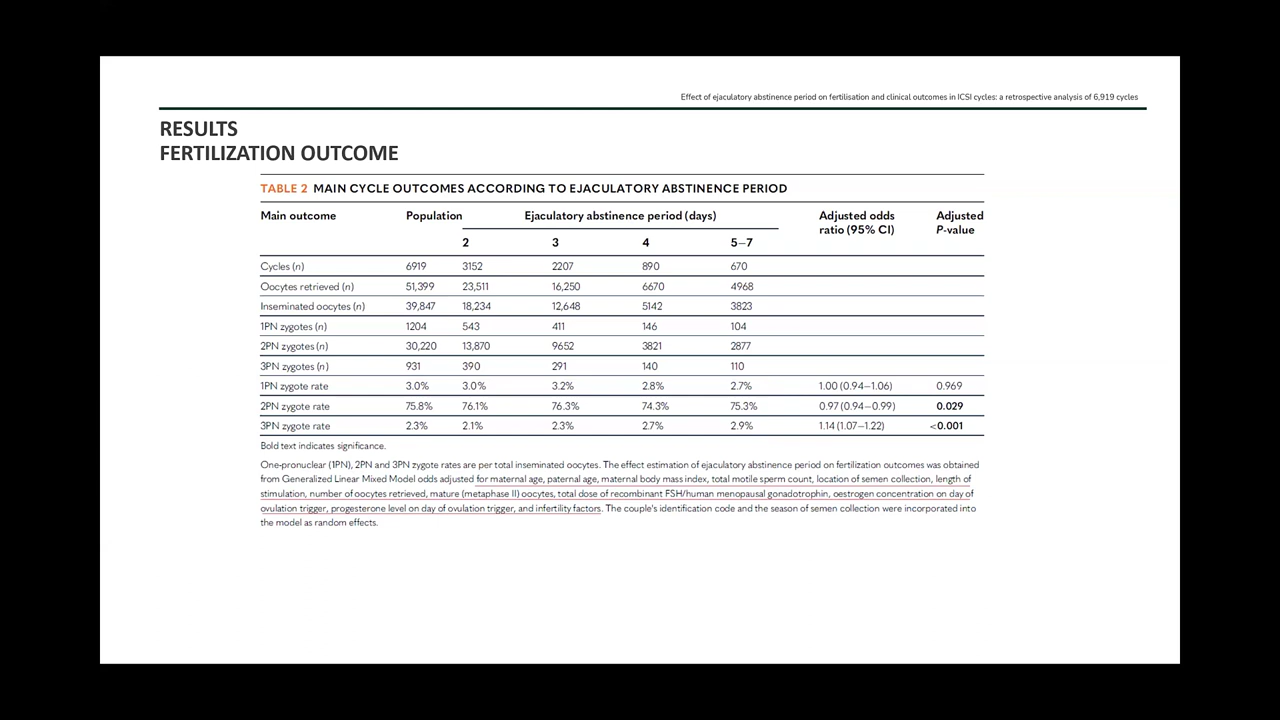 Effect of ejaculatory abstinence period on fertilisation and clinical outcomes in ICSI cycles: a retrospective analysis of 6,919 cycles
RESULTS
FERTILIZATION OUTCOME
TABLE 2 MAIN CYCLE OUTCOMES ACCORDING TO EJACULATORY ABSTINENCE PERIOD
Main outcome Population Ejaculatory abstinence period (days) Adjusted odds Adjusted
ratio (95% CI) P-value
2 3 4 5–7
Cycles (n) 6919 3152 2207 890 670
Oocytes retrieved (n) 51,399 23,511 16,250 6670 4968
Inseminated oocytes (n) 39,847 18,234 12,648 5142 3823
1PN zygotes (n) 1204 543 411 146 104
2PN zygotes (n) 30,220 13,870 9652 3821 2877
3PN zygotes (n) 931 390 291 140 110
1PN zygote rate 3.0% 3.0% 3.2% 2.8% 2.7% 1.00 (0.94–1.06) 0.969
2PN zygote rate 75.8% 76.1% 76.3% 74.3% 75.3% 0.97 (0.94–0.99) 0.029
3PN zygote rate 2.3% 2.1% 2.3% 2.7% 2.9% 1.14 (1.07–1.22) <0.001
Bold text indicates significance.
One-pronuclear (1PN), 2PN and 3PN zygote rates are per total inseminated oocytes. The effect estimation of ejaculatory abstinence period on fertilization outcomes was obtained
from Generalized Linear Mixed Model odds adjusted for maternal age, paternal age, maternal body mass index, total motile sperm count, location of semen collection, length of
stimulation, number of oocytes retrieved, mature (metaphase II) oocytes, total dose of recombinant FSH/human menopausal gonadotrophin, oestrogen concentration on day of
ovulation trigger, progesterone level on day of ovulation trigger, and infertility factors. The couple's identification code and the season of semen collection were incorporated into
the model as random effects.